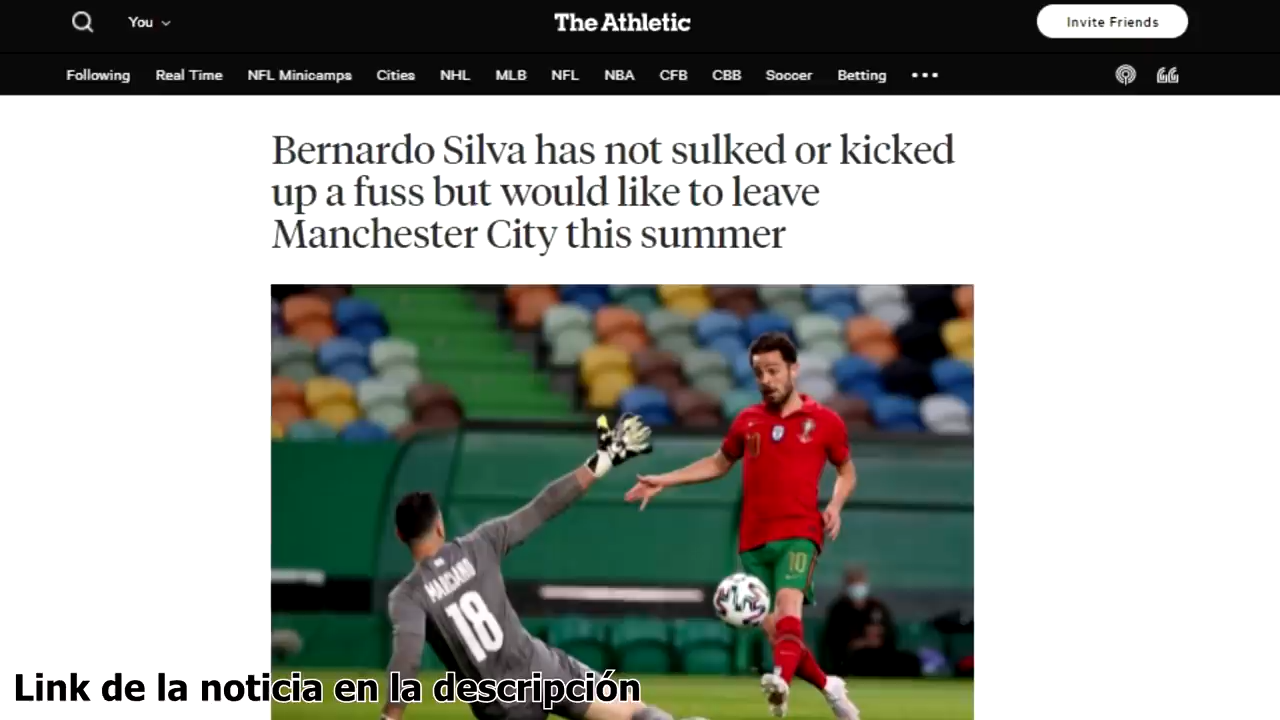 You
The Athletic
Invite Friends
Following Real Time NFL Minicamps Cities NHL MLB NFL NBA CFB CBB Soccer Betting
Bernardo Silva has not sulked or kicked
up a fuss but would like to leave
Manchester City this summer
10
MARCIANO
18
Link de la noticia en la descripción